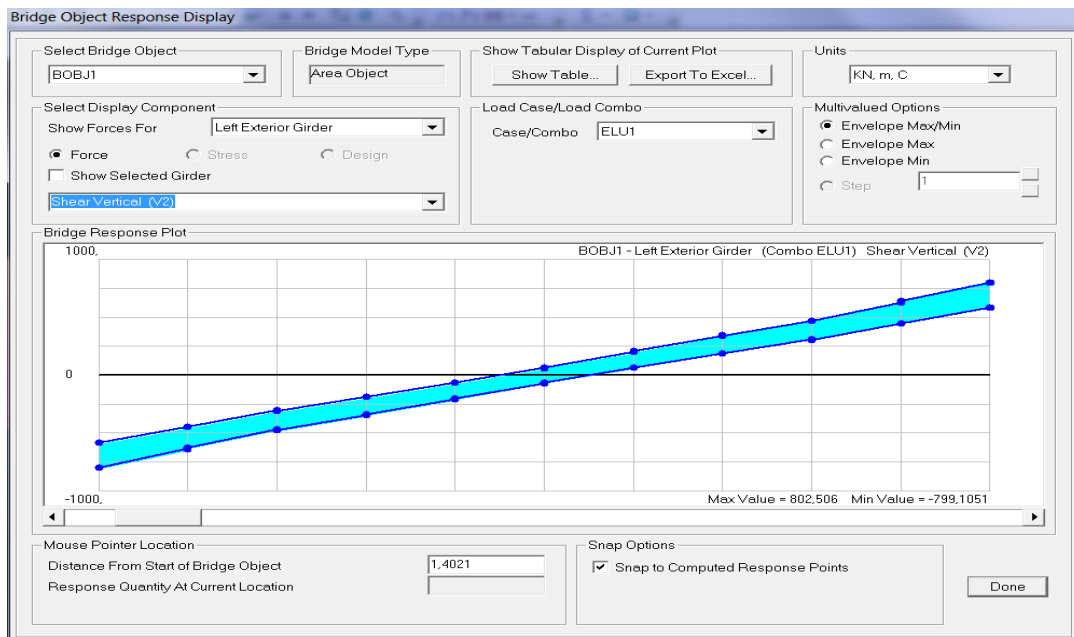 Bridge Object Response Display
Select Bridge Object
BOBJ1
Bridge Model Type
Area Object
Show Tabular Display of Current Plot
Show Table...
Export To Excel...
Units
KN, m, C
Select Display Component
Show Forces For
Left Exterior Girder
Force
Stress
Design
Show Selected Girder
Shear Vertical (V2)
Load Case/Load Combo
Case/Combo
ELU1
Multivalued Options
Envelope Max/Min
Envelope Max
Envelope Min
Step
1
Bridge Response Plot
1000,
BOBJ1 - Left Exterior Girder (Combo ELU1) Shear Vertical (V2)
0
-1000,
Max Value = 802,506 Min Value = -799,1051
Mouse Pointer Location
Distance From Start of Bridge Object
1,4021
Response Quantity At Current Location
Snap Options
Snap to Computed Response Points
Done